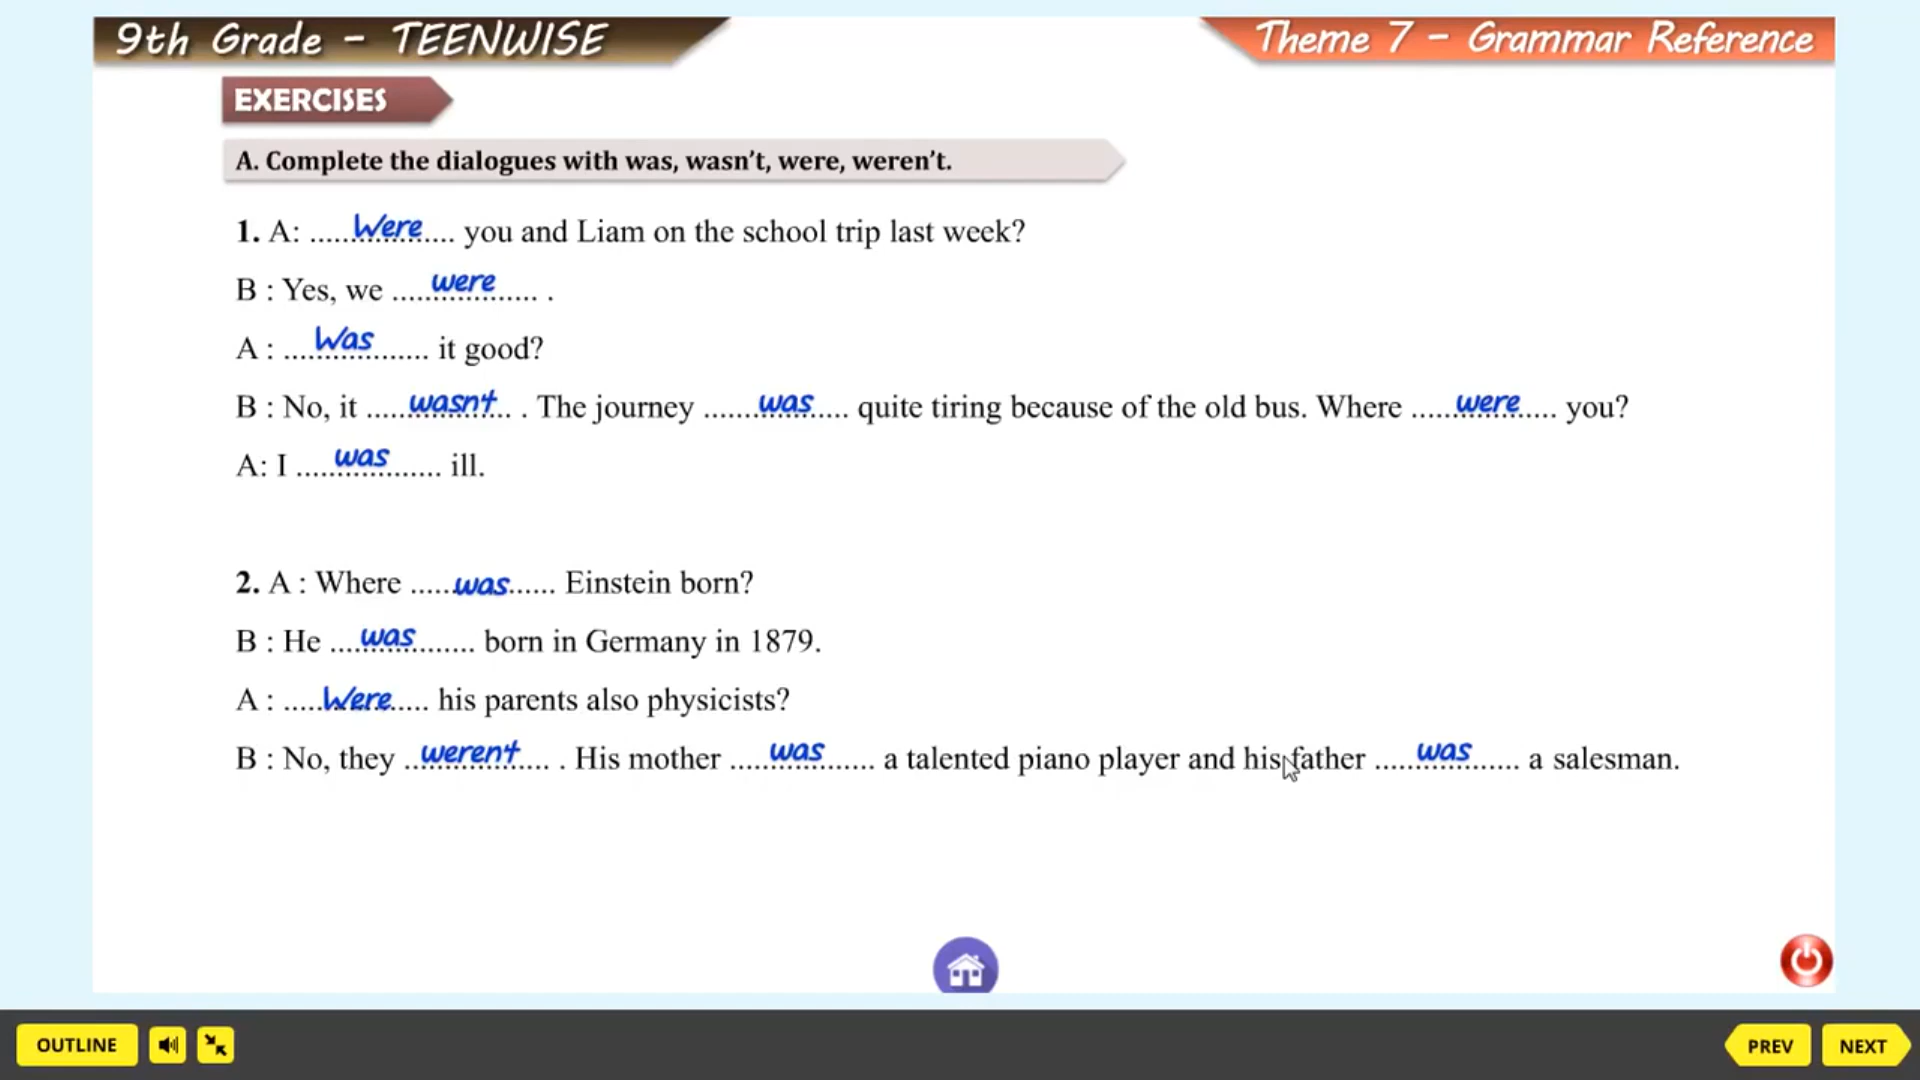 9th Grade - TEENWISE
Theme 7 - Grammar Reference
EXERCISES
A. Complete the dialogues with was, wasn't, were, weren't.
1. A: .....Were.... you and Liam on the school trip last week?
B : Yes, we ....were..... .
A : ...Was...... it good?
B : No, it .....wasnt.. . The journey .......was..... quite tiring because of the old bus. Where .....were.... you?
A: I ....was...... ill.
2. A : Where .....was...... Einstein born?
B : He ...was........ born in Germany in 1879.
A : .....Were..... his parents also physicists?
B : No, they ..werent... . His mother .....was...... a talented piano player and his father .....was..... a salesman.
OUTLINE
PREV
NEXT